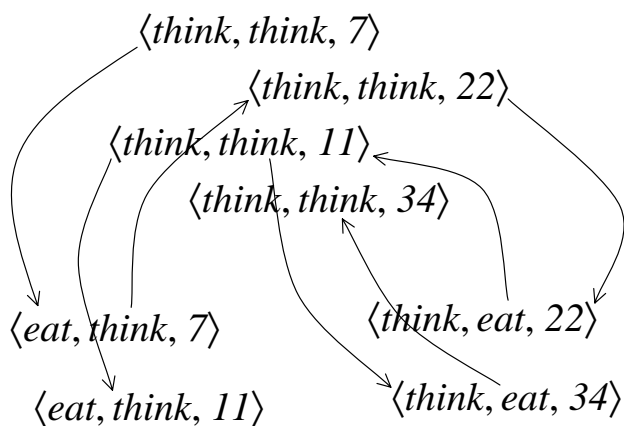 ⟨think, think, 7⟩
⟨think, think, 22⟩
⟨think, think, 11⟩
⟨think, think, 34⟩
⟨eat, think, 7⟩
⟨think, eat, 22⟩
⟨eat, think, 11⟩
⟨think, eat, 34⟩